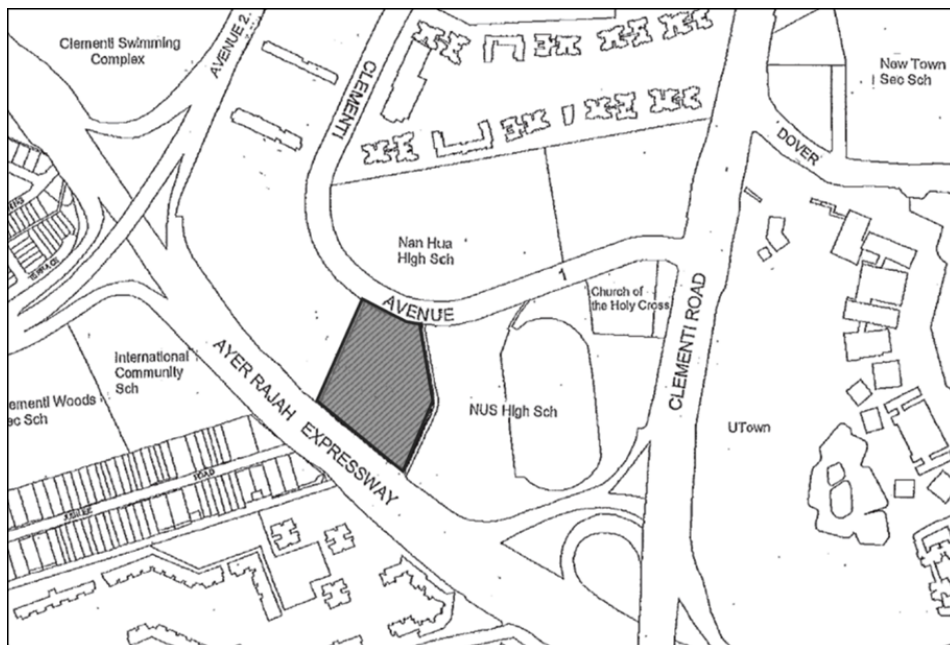 Clementi Swimming
Complex
AVENUE 2
CLEMENTI
New Town
Sec Sch
DOVER
Nan Hua
High Sch
AVENUE
1
Church of
the Holy Cross
CLEMENTI ROAD
International
Community
Sch
AYER RAJAH EXPRESSWAY
ementi Woods
ec Sch
NUS High Sch
UTown
ROAD